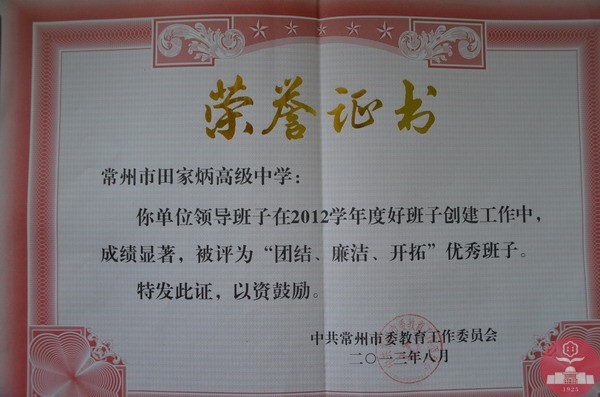 荣誉证书
常州市田家炳高级中学：
你单位领导班子在2012学年度好班子创建工作中，
成绩显著，被评为“团结、廉洁、开拓”优秀班子。
特发此证，以资鼓励。
中共常州市委教育工作委员会
二〇一三年八月
1925